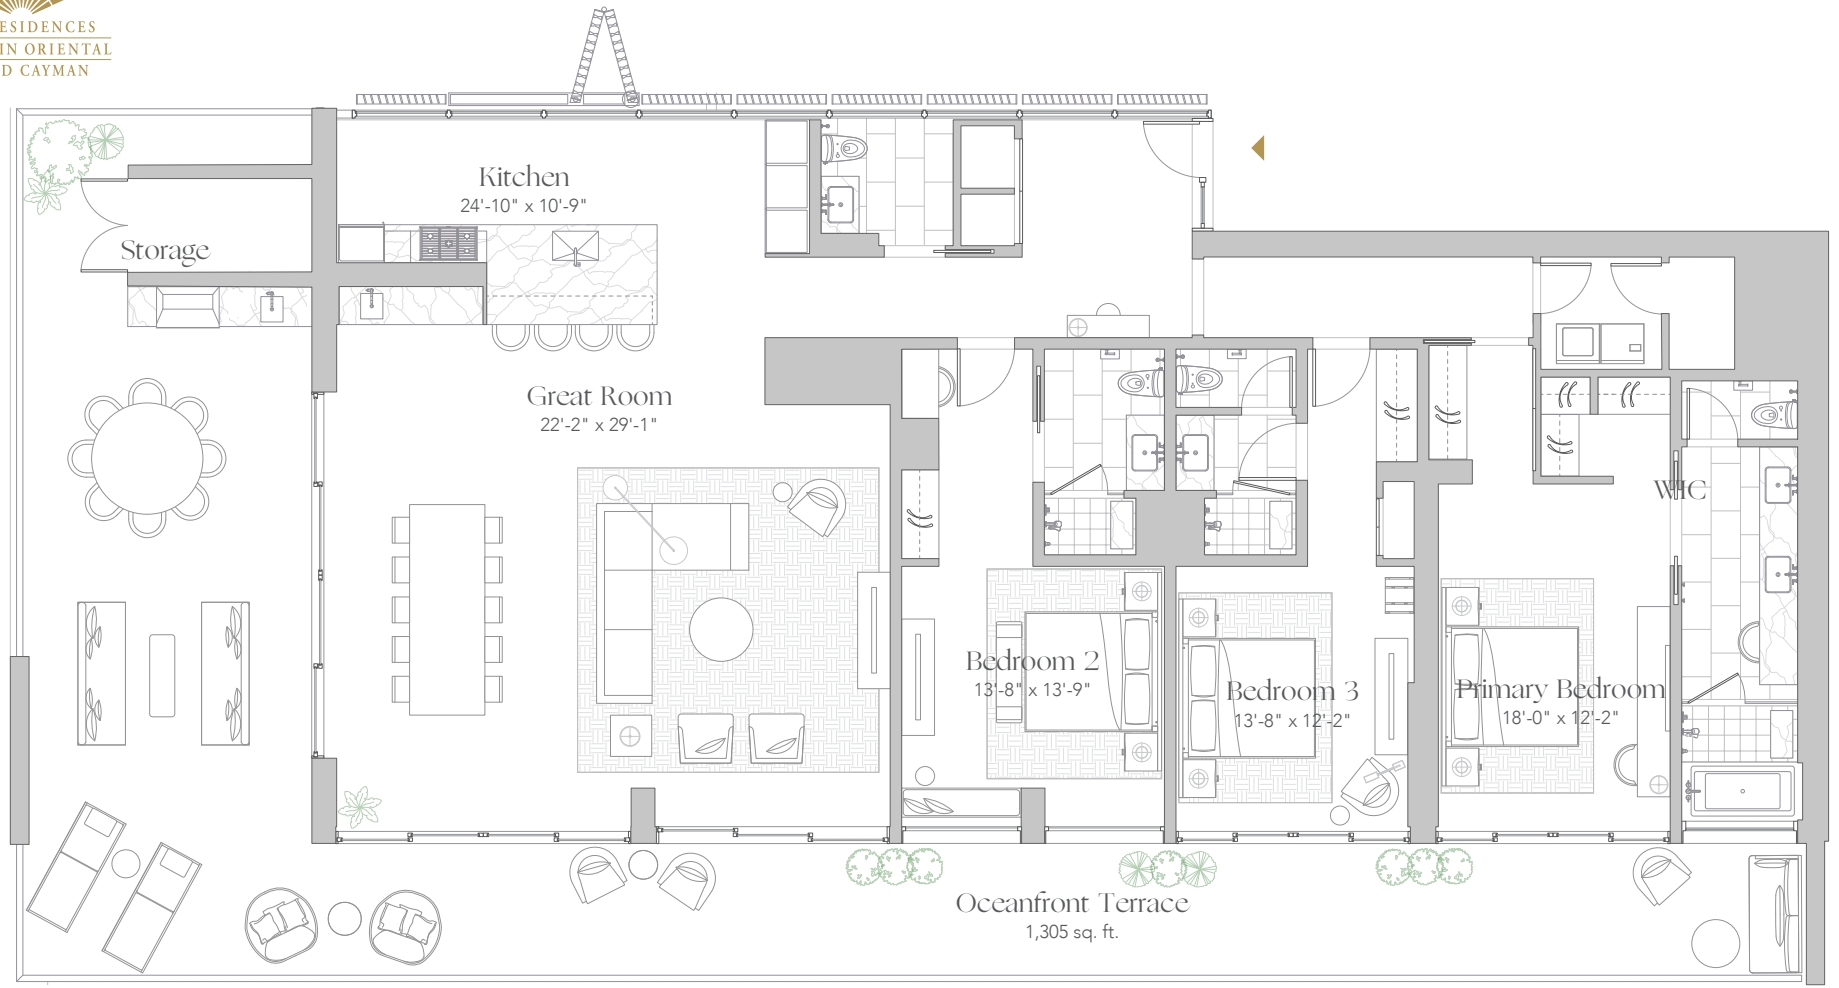 ESIDENCES
IN ORIENTAL
D CAYMAN
Kitchen
24'-10" x 10'-9"
Storage
Great Room
22'-2" x 29'-1"
WIC
Bedroom 2
13'-8" x 13'-9"
Bedroom 3
13'-8" x 12'-2"
Primary Bedroom
18'-0" x 12'-2"
Oceanfront Terrace
1,305 sq. ft.